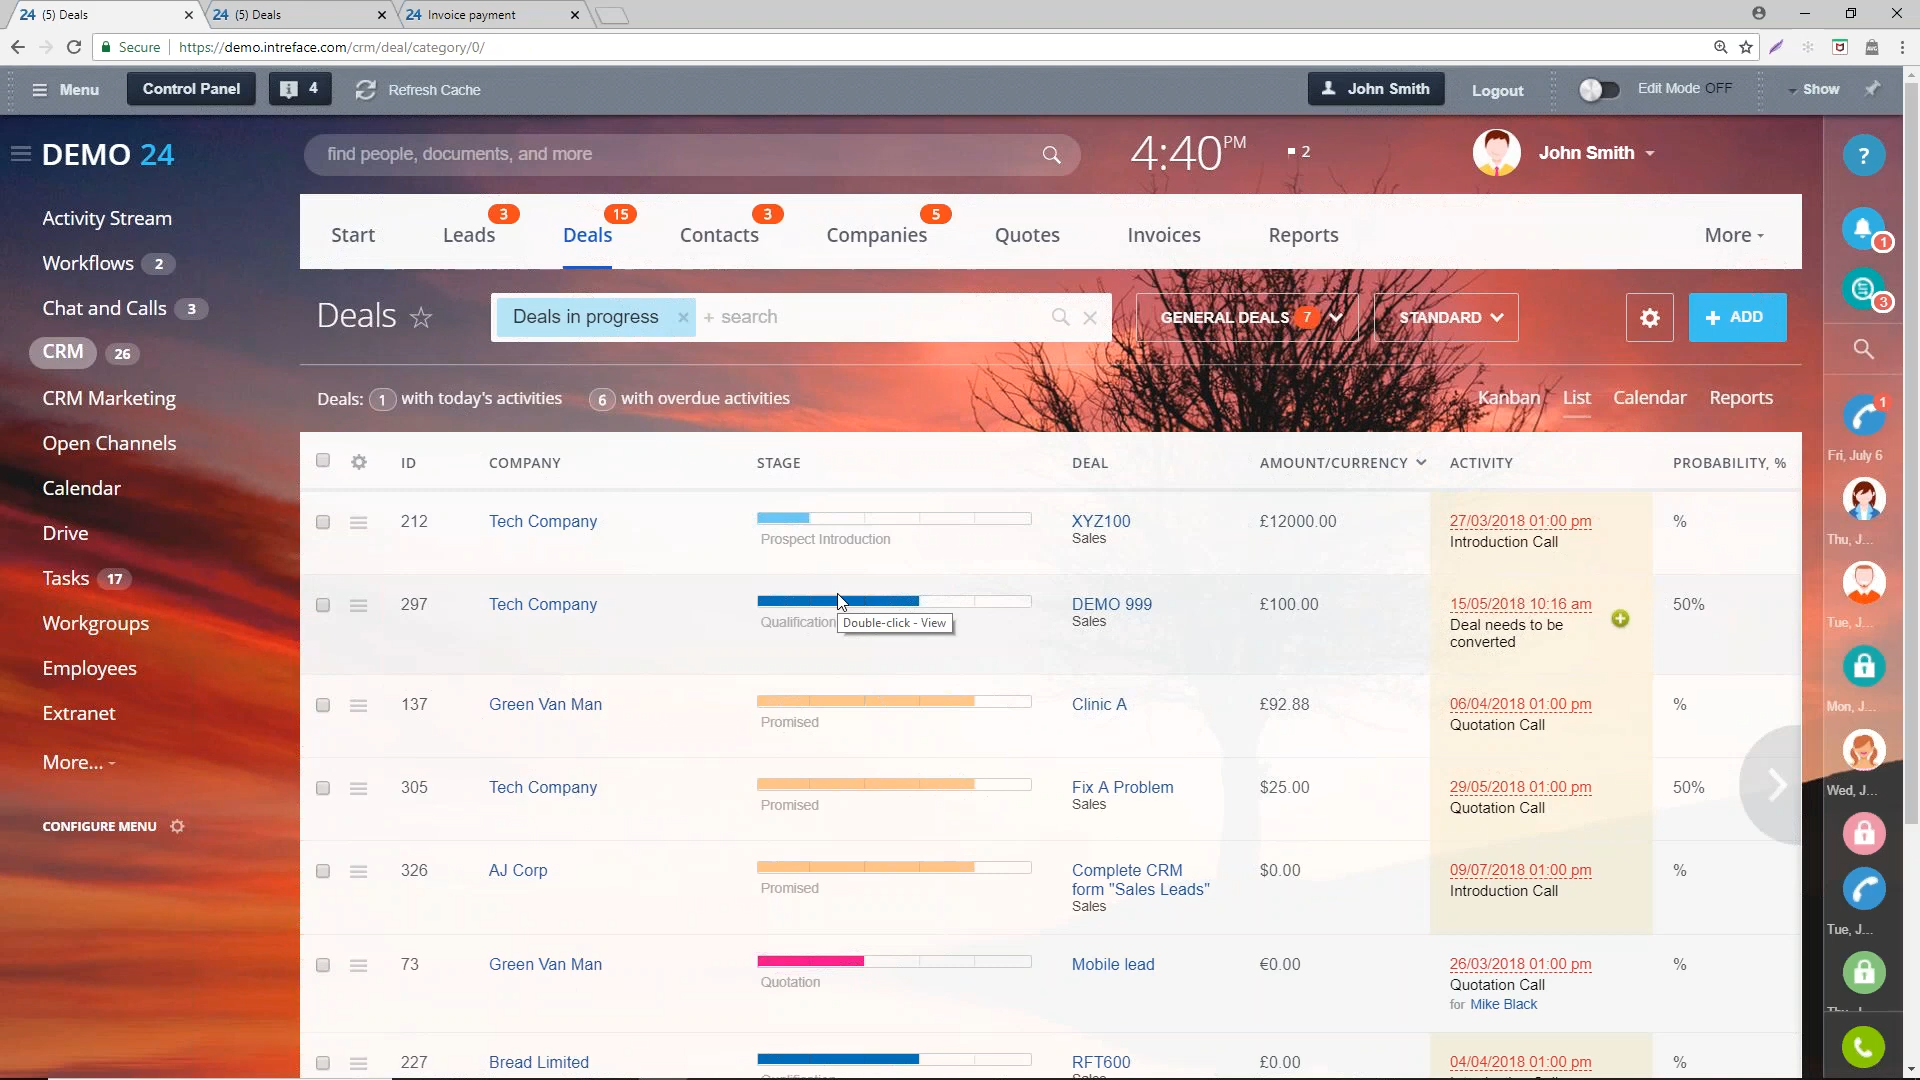 24 (5) Deals
24 (5) Deals
24 Invoice payment
Secure https://demo.intreface.com/crm/deal/category/0/
Menu Control Panel 4 Refresh Cache John Smith Logout Edit Mode OFF Show
DEMO 24
find people, documents, and more
4:40 PM
2
John Smith
?
Activity Stream
Workflows 2
Chat and Calls 3
CRM 26
CRM Marketing
Open Channels
Calendar
Drive
Tasks 17
Workgroups
Employees
Extranet
More...
CONFIGURE MENU
Start Leads 3 Deals 15 Contacts 3 Companies 5 Quotes Invoices Reports More
Deals
Deals in progress + search
GENERAL DEALS 7
STANDARD
+ ADD
Deals: 1 with today's activities 6 with overdue activities
Kanban List Calendar Reports
ID COMPANY STAGE DEAL AMOUNT/CURRENCY ACTIVITY PROBABILITY, %
212 Tech Company Prospect Introduction XYZ100 £12000.00 27/03/2018 01:00 pm %
Sales
Introduction Call
297 Tech Company Qualification DEMO 999 £100.00 15/05/2018 10:16 am 50%
Double-click - View
Sales
Deal needs to be
converted
137 Green Van Man Promised Clinic A £92.88 06/04/2018 01:00 pm %
Quotation Call
305 Tech Company Promised Fix A Problem $25.00 29/05/2018 01:00 pm 50%
Sales
Quotation Call
326 AJ Corp Promised Complete CRM $0.00 09/07/2018 01:00 pm %
form "Sales Leads"
Sales
Introduction Call
73 Green Van Man Quotation Mobile lead €0.00 26/03/2018 01:00 pm %
Quotation Call
for Mike Black
227 Bread Limited RFT600 £0.00 04/04/2018 01:00 pm %
1
3
1
Fri, July 6
Thu, J...
Tue, J...
Mon, J...
Wed, J...
Tue, J...